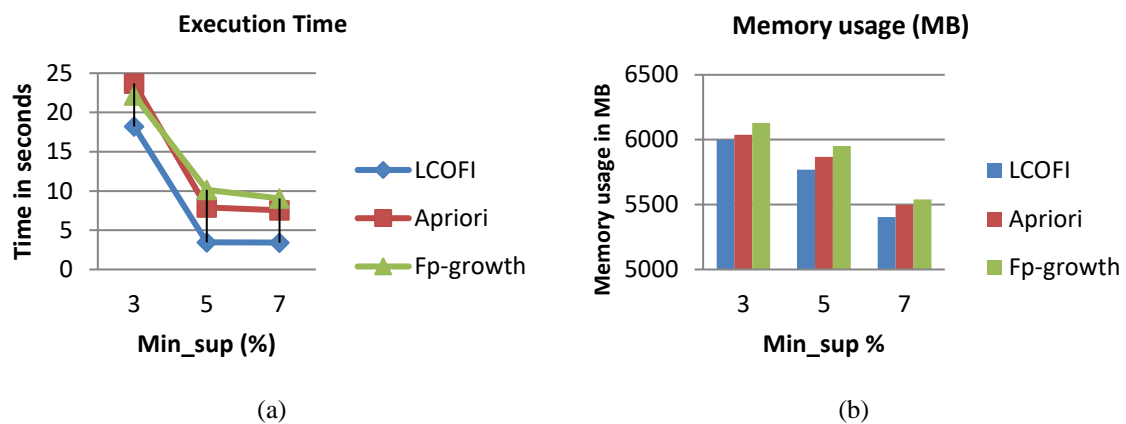 Execution Time
Time in seconds
25
20
15
10
5
0
3 5 7
Min_sup (%)
LCOFI
Apriori
Fp-growth
(a)
Memory usage (MB)
Memory usage in MB
6500
6000
5500
5000
3 5 7
Min_sup %
LCOFI
Apriori
Fp-growth
(b)